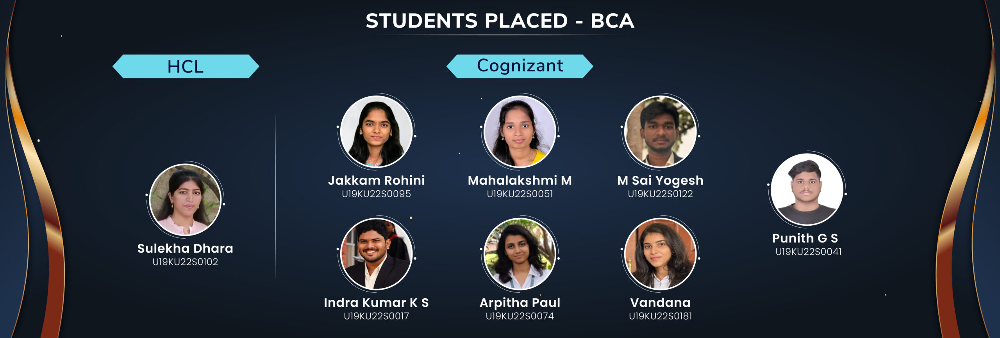 STUDENTS PLACED - BCA
HCL
Cognizant
Sulekha Dhara
U19KU22S0102
Jakkam Rohini
U19KU22S0095
Mahalakshmi M
U19KU22S0051
M Sai Yogesh
U19KU22S0122
Indra Kumar K S
U19KU22S0017
Arpitha Paul
U19KU22S0074
Vandana
U19KU22S0181
Punith G S
U19KU22S0041